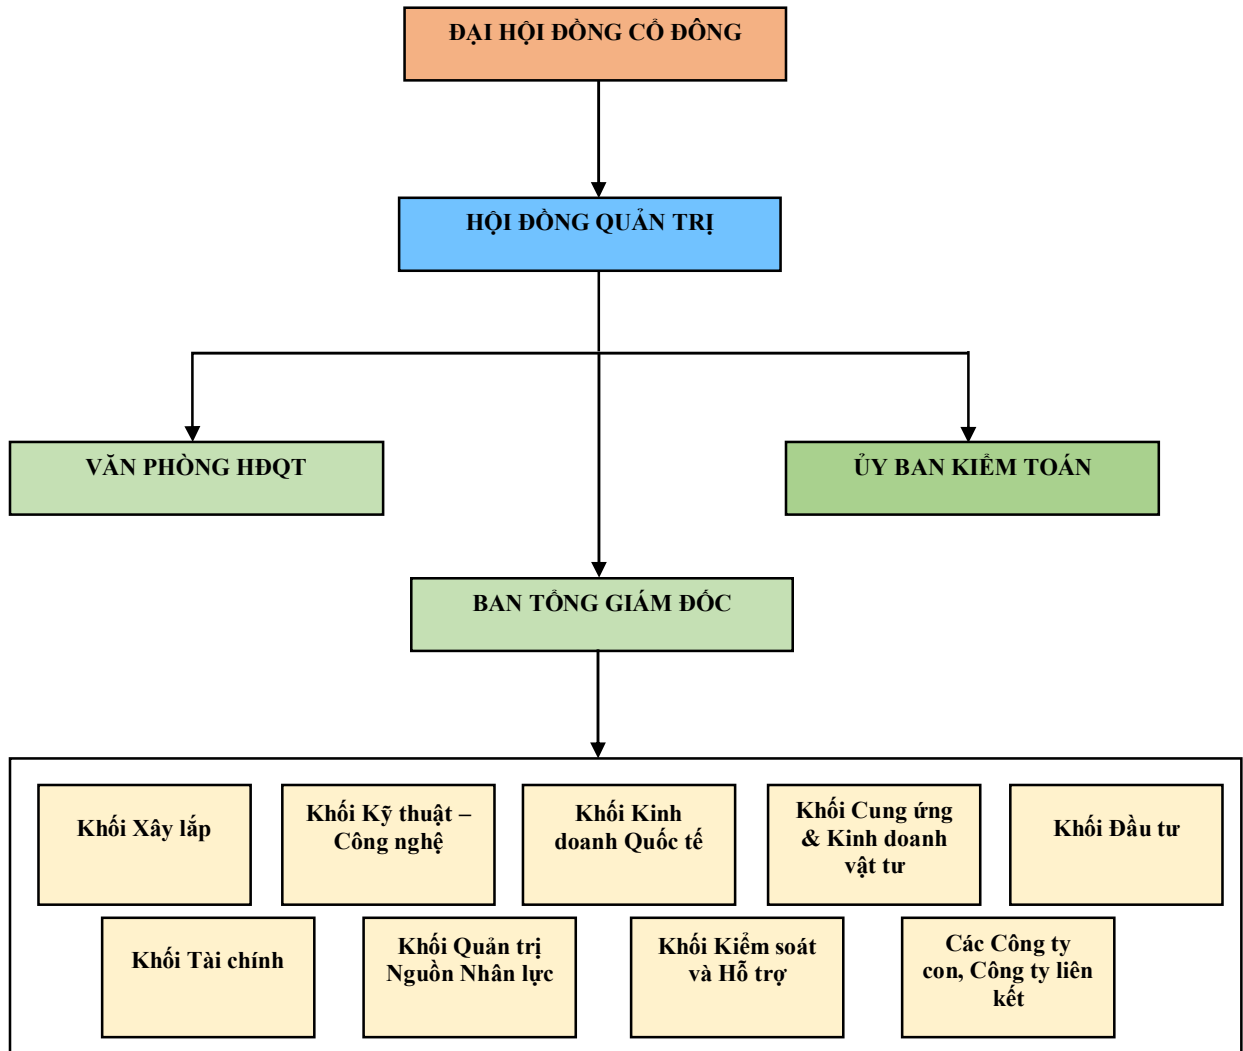 ĐẠI HỘI ĐỒNG CỔ ĐÔNG
HỘI ĐỒNG QUẢN TRỊ
VĂN PHÒNG HĐQT
ỦY BAN KIỂM TOÁN
BAN TỔNG GIÁM ĐỐC
Khối Xây lắp
Khối Kỹ thuật –
Công nghệ
Khối Kinh
doanh Quốc tế
Khối Cung ứng
& Kinh doanh
vật tư
Khối Đầu tư
Khối Tài chính
Khối Quản trị
Nguồn Nhân lực
Khối Kiểm soát
và Hỗ trợ
Các Công ty
con, Công ty liên
kết